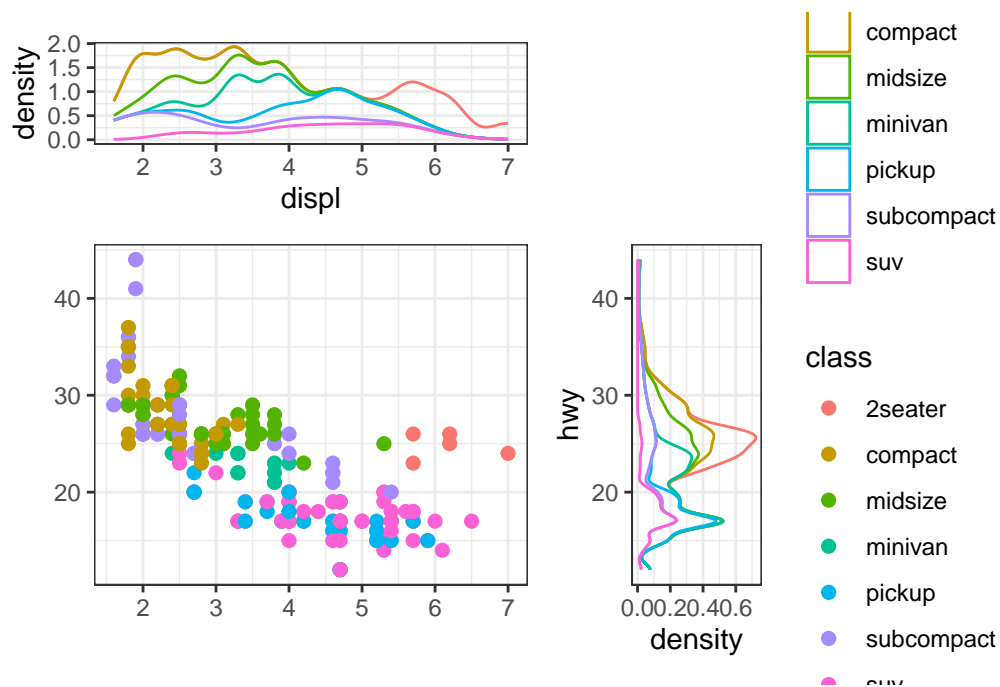 density
2.0
1.5
1.0
0.5
0.0
2 3 4 5 6 7
displ
40
30
20
2 3 4 5 6 7
hwy
40
30
20
0.00.20.40.6
density
compact
midsize
minivan
pickup
subcompact
suv
class
2seater
compact
midsize
minivan
pickup
subcompact
suv